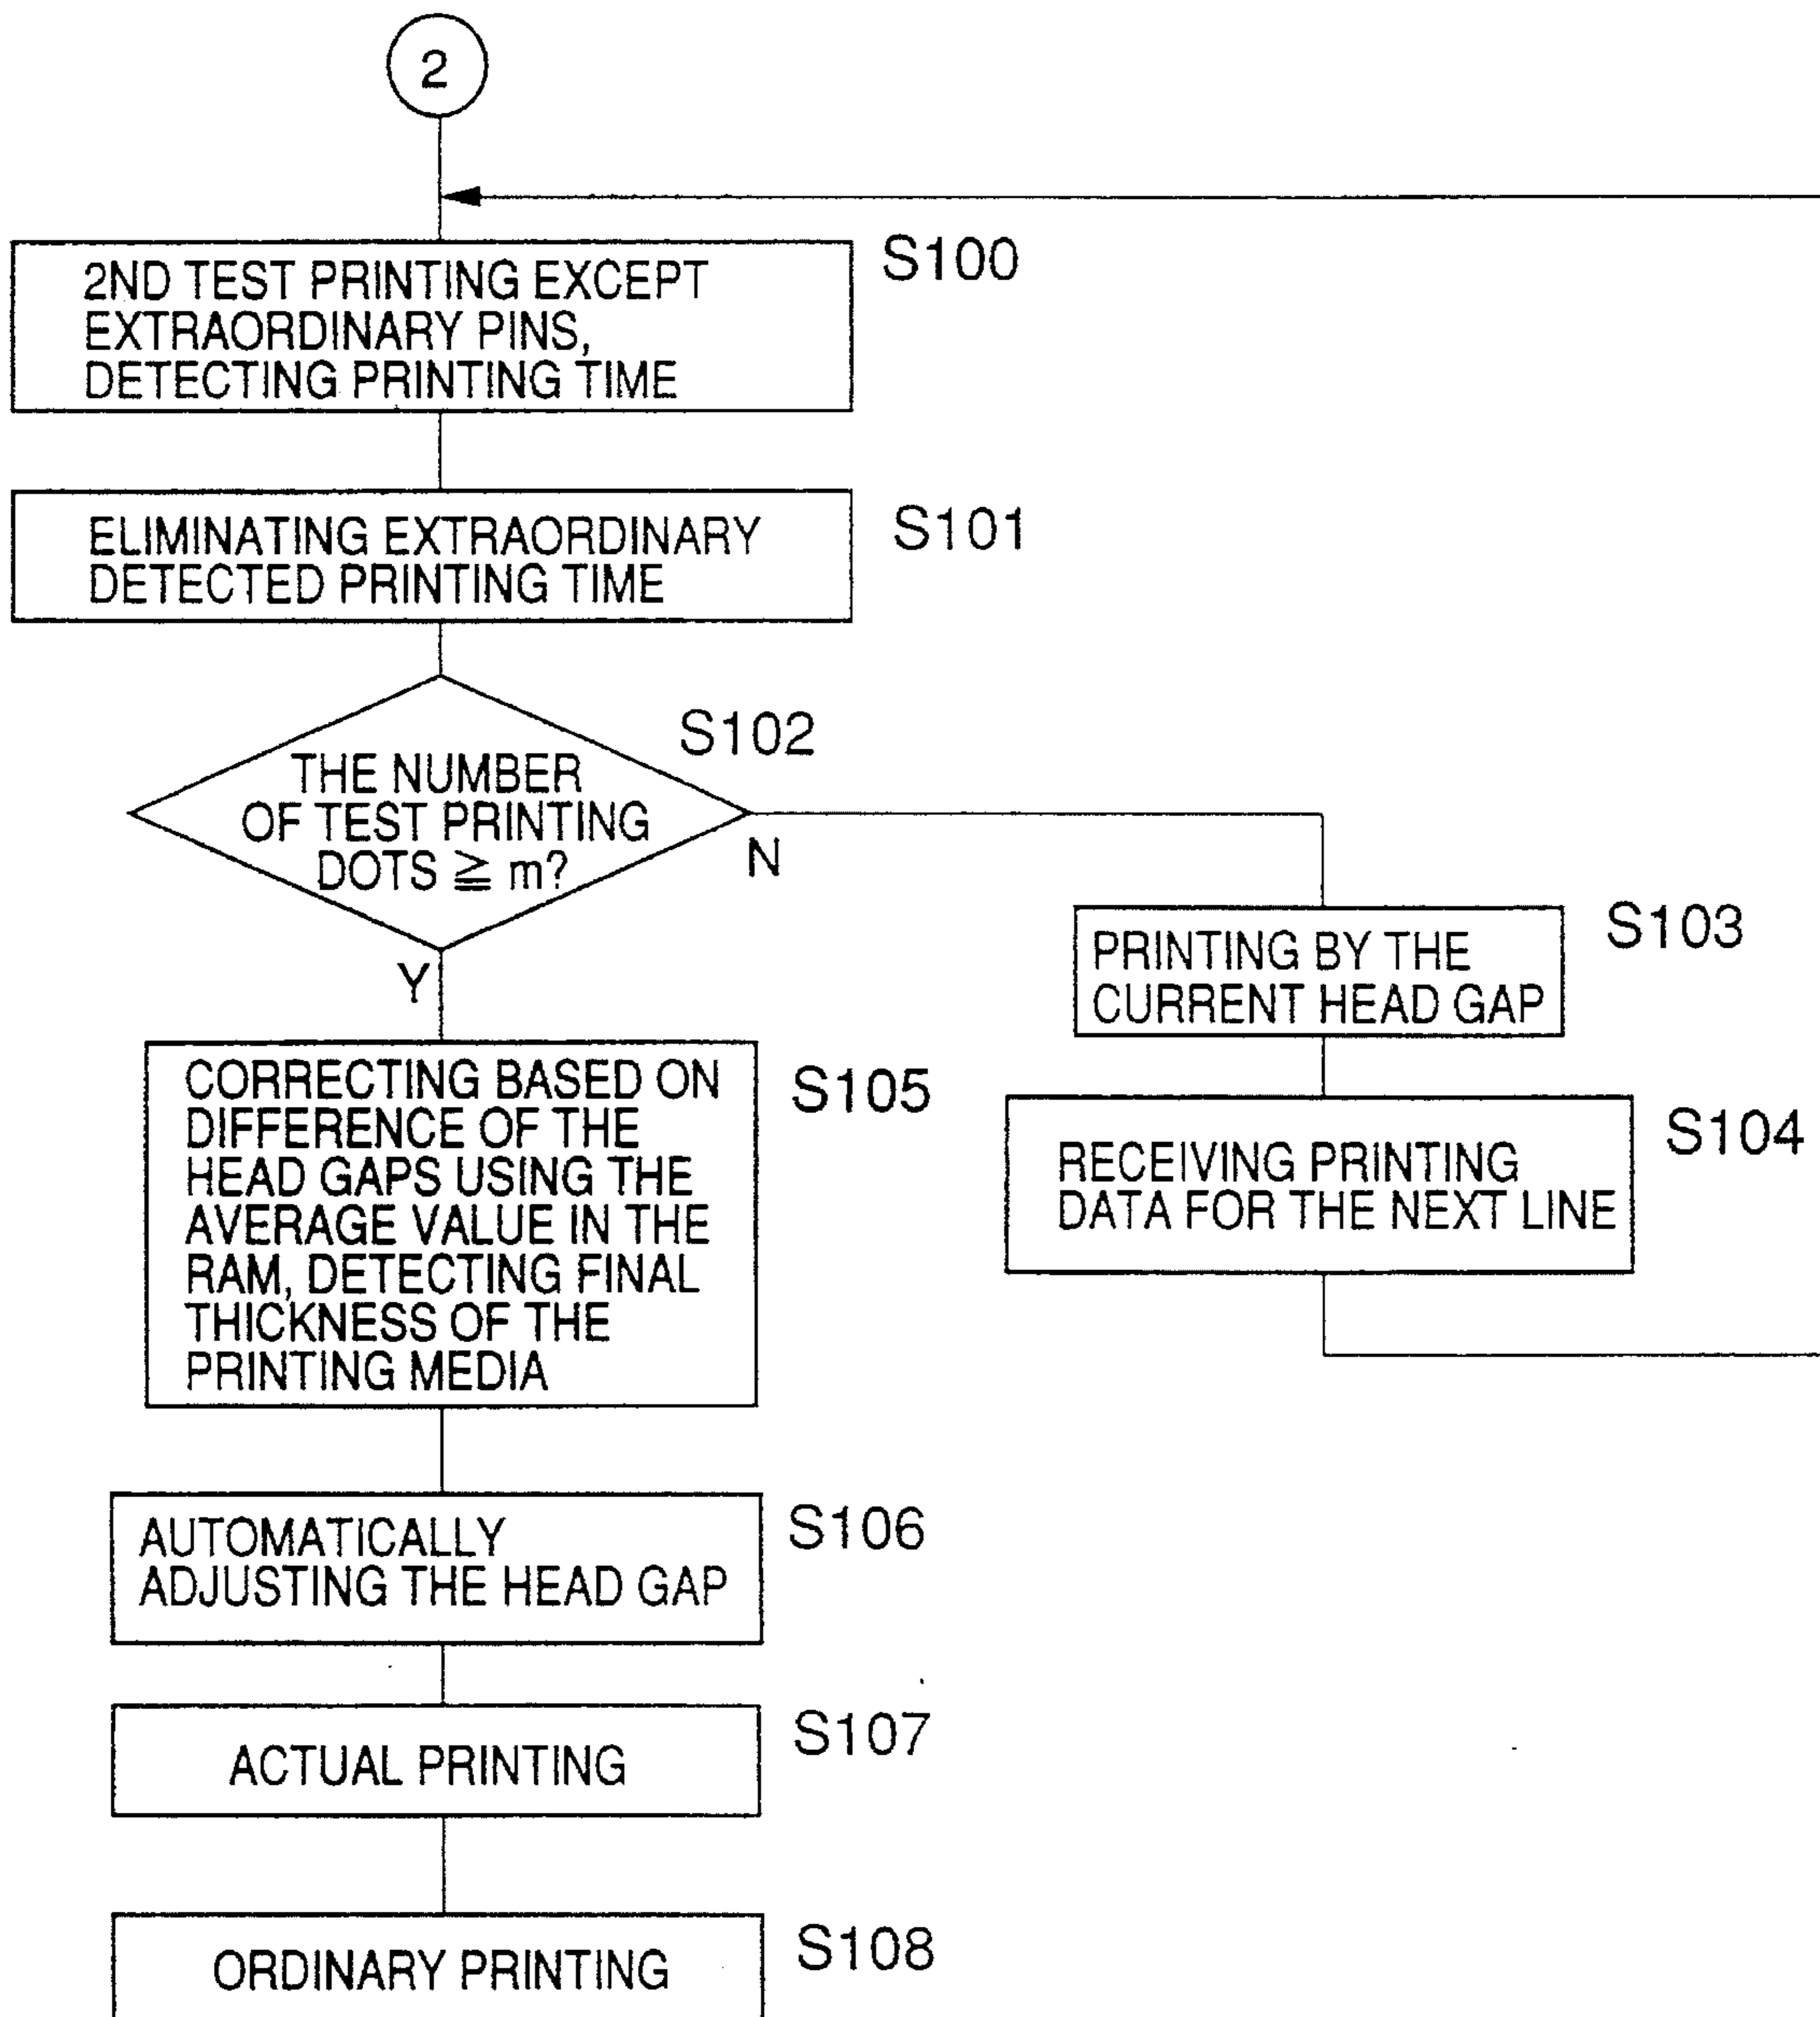 2
2ND TEST PRINTING EXCEPT
EXTRAORDINARY PINS,
DETECTING PRINTING TIME
S100
ELIMINATING EXTRAORDINARY
DETECTED PRINTING TIME
S101
THE NUMBER
OF TEST PRINTING
DOTS ≧ m?
S102
N
Y
PRINTING BY THE
CURRENT HEAD GAP
S103
RECEIVING PRINTING
DATA FOR THE NEXT LINE
S104
CORRECTING BASED ON
DIFFERENCE OF THE
HEAD GAPS USING THE
AVERAGE VALUE IN THE
RAM, DETECTING FINAL
THICKNESS OF THE
PRINTING MEDIA
S105
AUTOMATICALLY
ADJUSTING THE HEAD GAP
S106
ACTUAL PRINTING
S107
ORDINARY PRINTING
S108